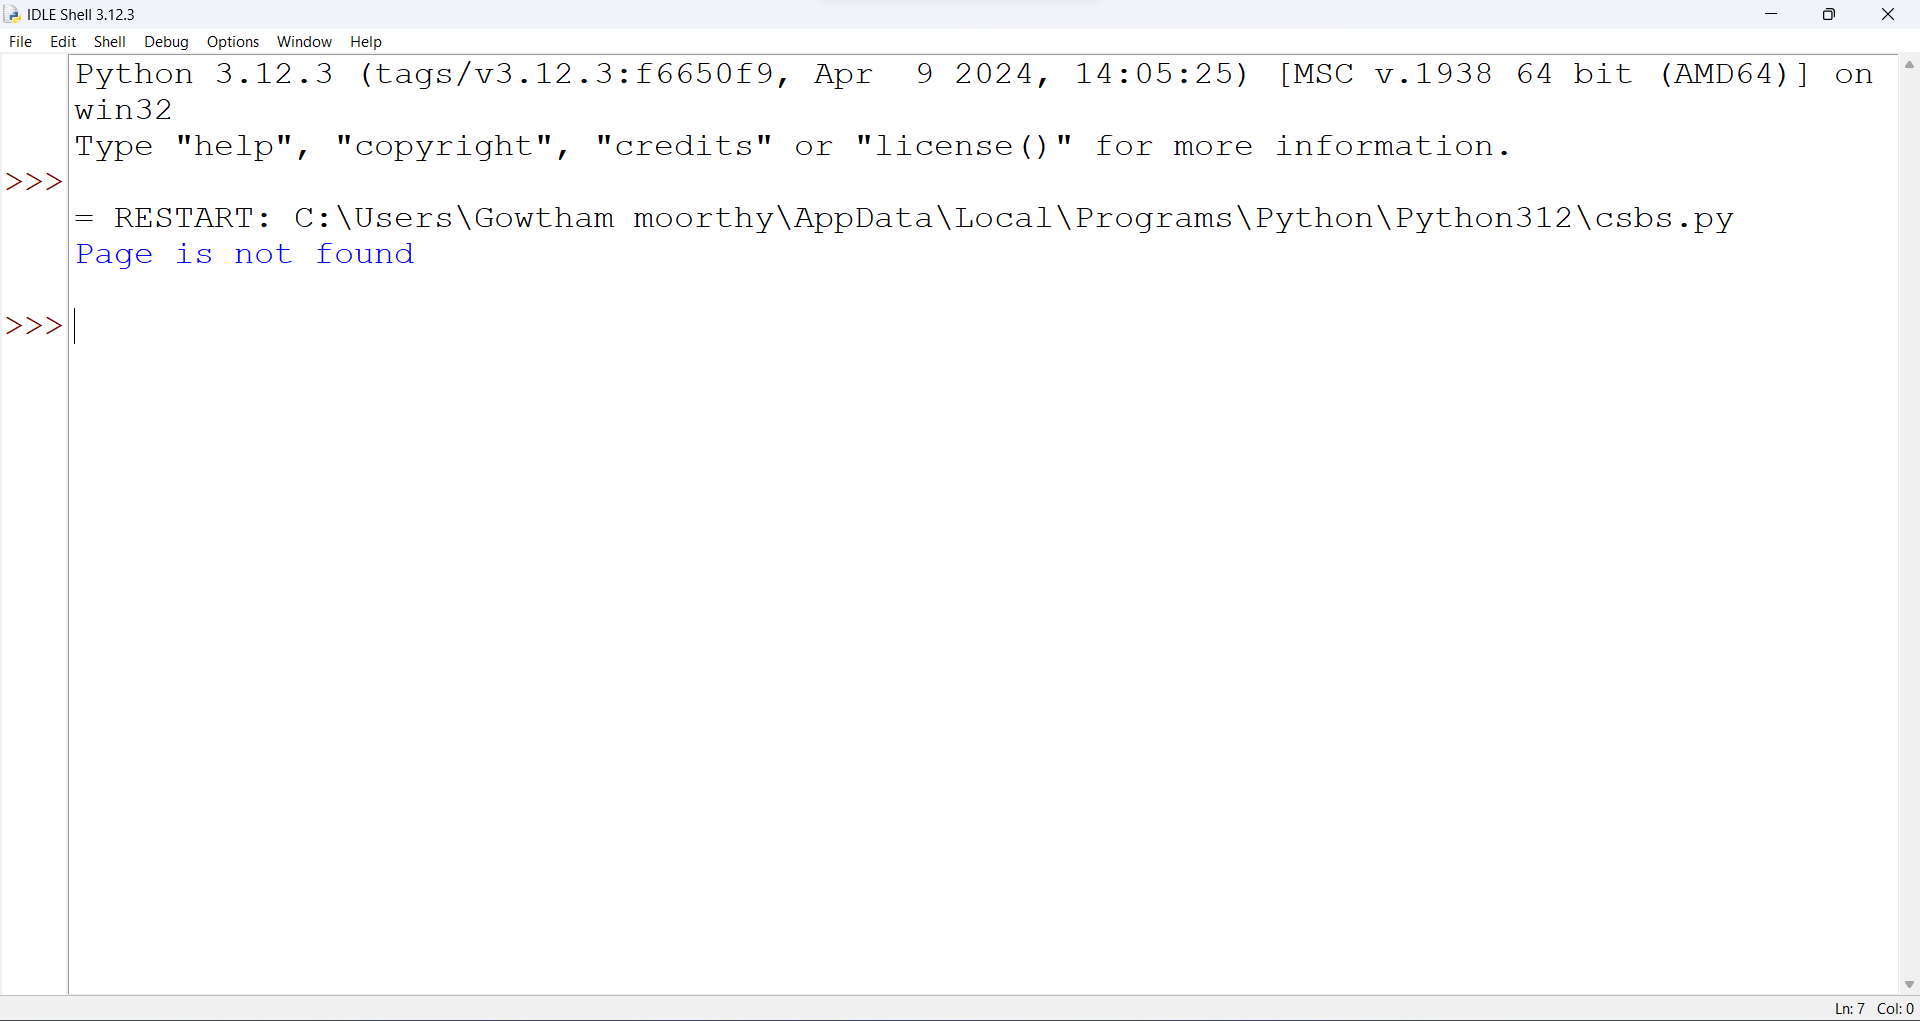 IDLE Shell 3.12.3
File Edit Shell Debug Options Window Help
Python 3.12.3 (tags/v3.12.3:f6650f9, Apr  9 2024, 14:05:25) [MSC v.1938 64 bit (AMD64)] on
win32
Type "help", "copyright", "credits" or "license()" for more information.
>>>
= RESTART: C:\Users\Gowtham moorthy\AppData\Local\Programs\Python\Python312\csbs.py
Page is not found
>>>
Ln: 7 Col: 0